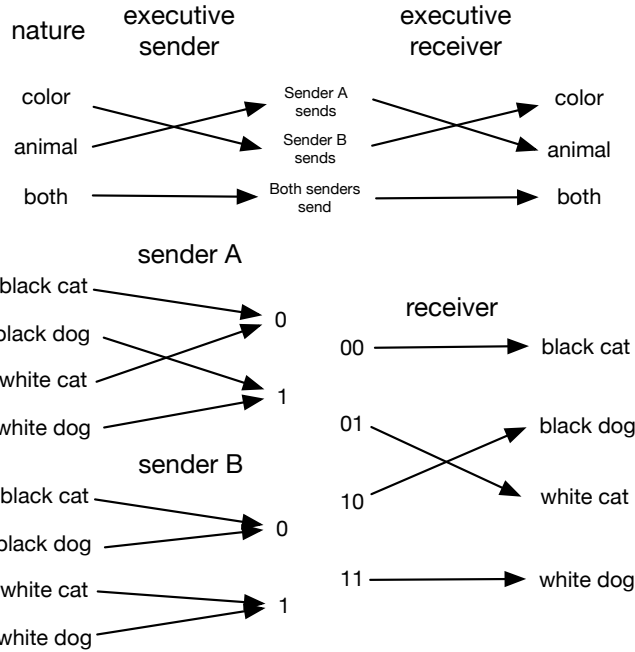 nature
executive
sender
executive
receiver
color
Sender A
sends
color
animal
Sender B
sends
animal
both
Both senders
send
both
sender A
black cat
0
black dog
white cat
1
white dog
receiver
00
black cat
01
black dog
10
white cat
11
white dog
sender B
black cat
0
black dog
white cat
1
white dog